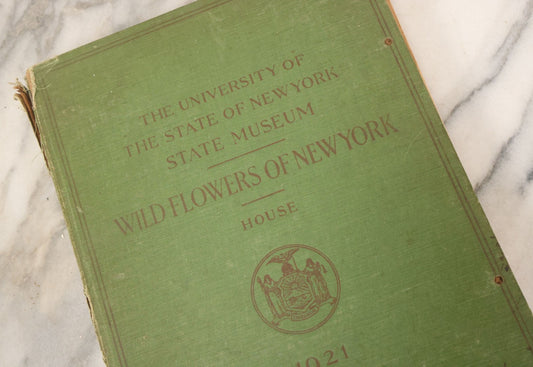 THE UNIVERSITY OF
THE STATE OF NEW YORK
STATE MUSEUM
WILD FLOWERS OF NEW YORK
HOUSE
1921